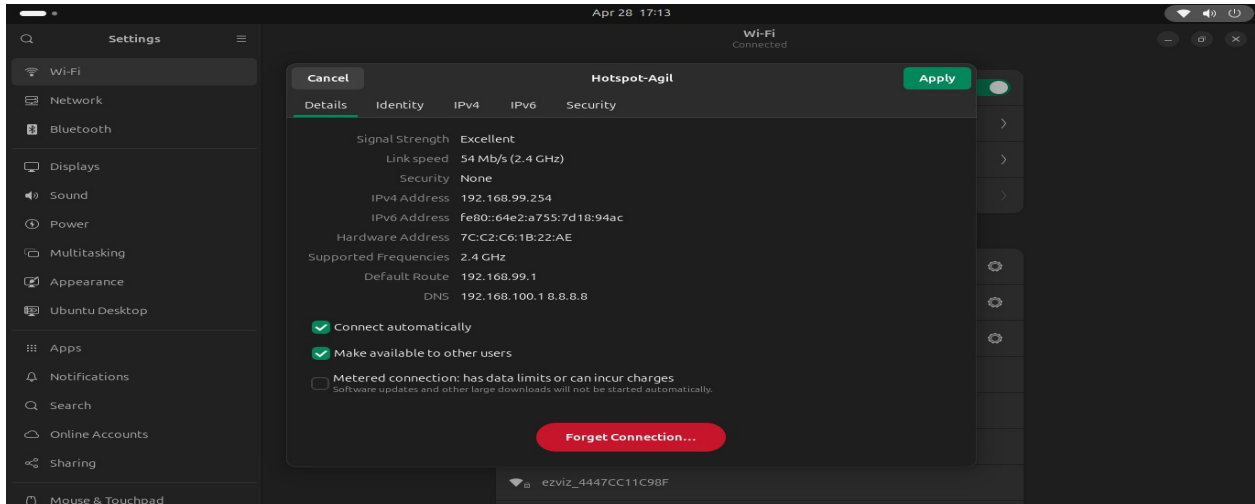 Apr 28 17:13
Settings
Wi-Fi
Connected
Wi-Fi
Network
Bluetooth
Displays
Sound
Power
Multitasking
Appearance
Ubuntu Desktop
Apps
Notifications
Search
Online Accounts
Sharing
Mouse & Touchpad
Cancel
Hotspot-Agil
Apply
Details Identity IPv4 IPv6 Security
Signal Strength Excellent
Link speed 54 Mb/s (2.4 GHz)
Security None
IPv4 Address 192.168.99.254
IPv6 Address fe80::64e2:a755:7d18:94ac
Hardware Address 7C:C2:C6:1B:22:AE
Supported Frequencies 2.4 GHz
Default Route 192.168.99.1
DNS 192.168.100.1 8.8.8.8
Connect automatically
Make available to other users
Metered connection: has data limits or can incur charges
Software updates and other large downloads will not be started automatically.
Forget Connection...
ezviz_4447CC11C98F